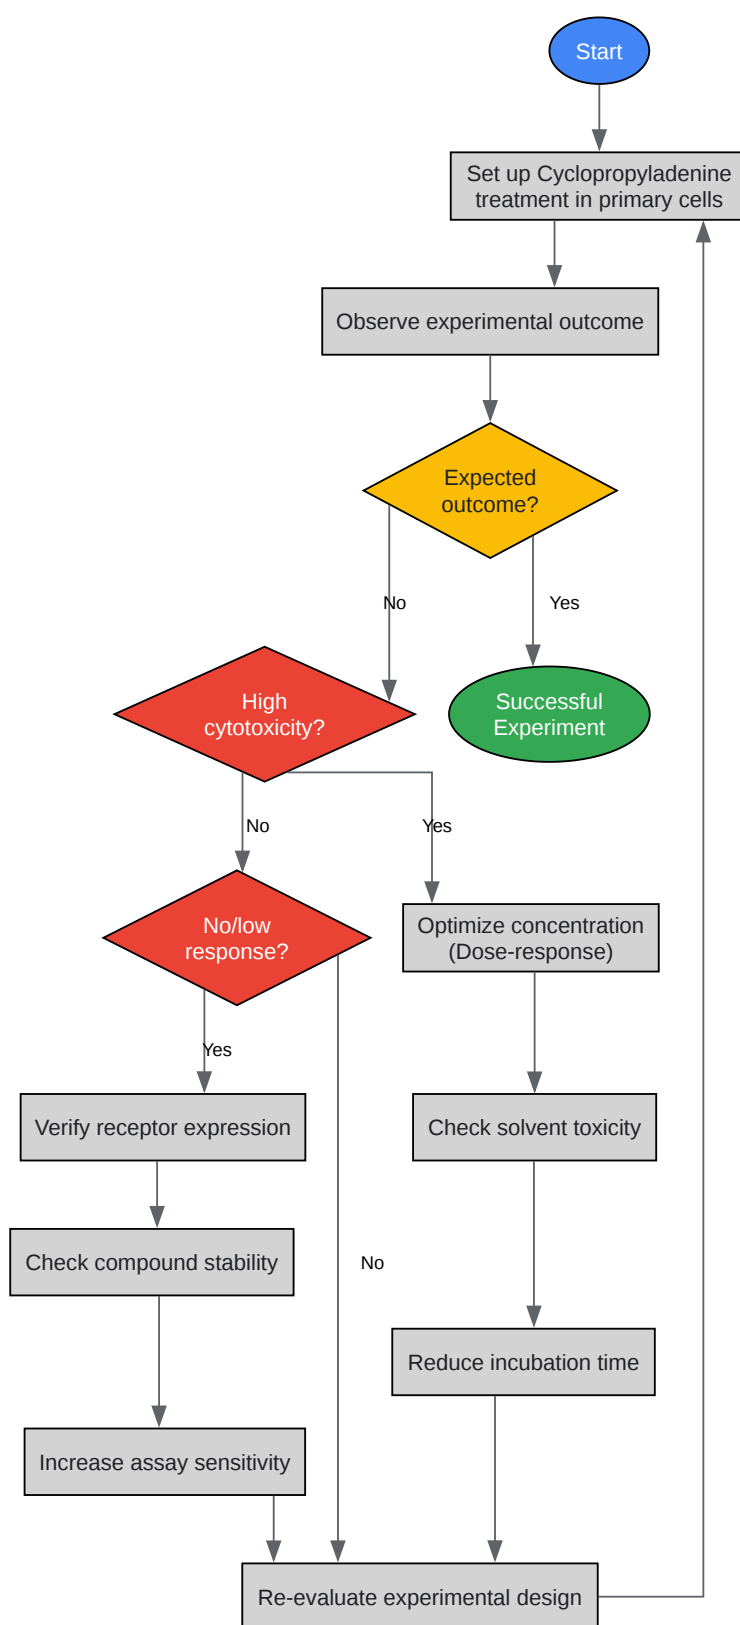 Start
Set up Cyclopropyladenine
treatment in primary cells
Observe experimental outcome
Expected
outcome?
No
Yes
High
cytotoxicity?
Successful
Experiment
No
Yes
No/low
response?
Optimize concentration
(Dose-response)
Yes
Verify receptor expression
Check solvent toxicity
Check compound stability
No
Reduce incubation time
Increase assay sensitivity
Re-evaluate experimental design